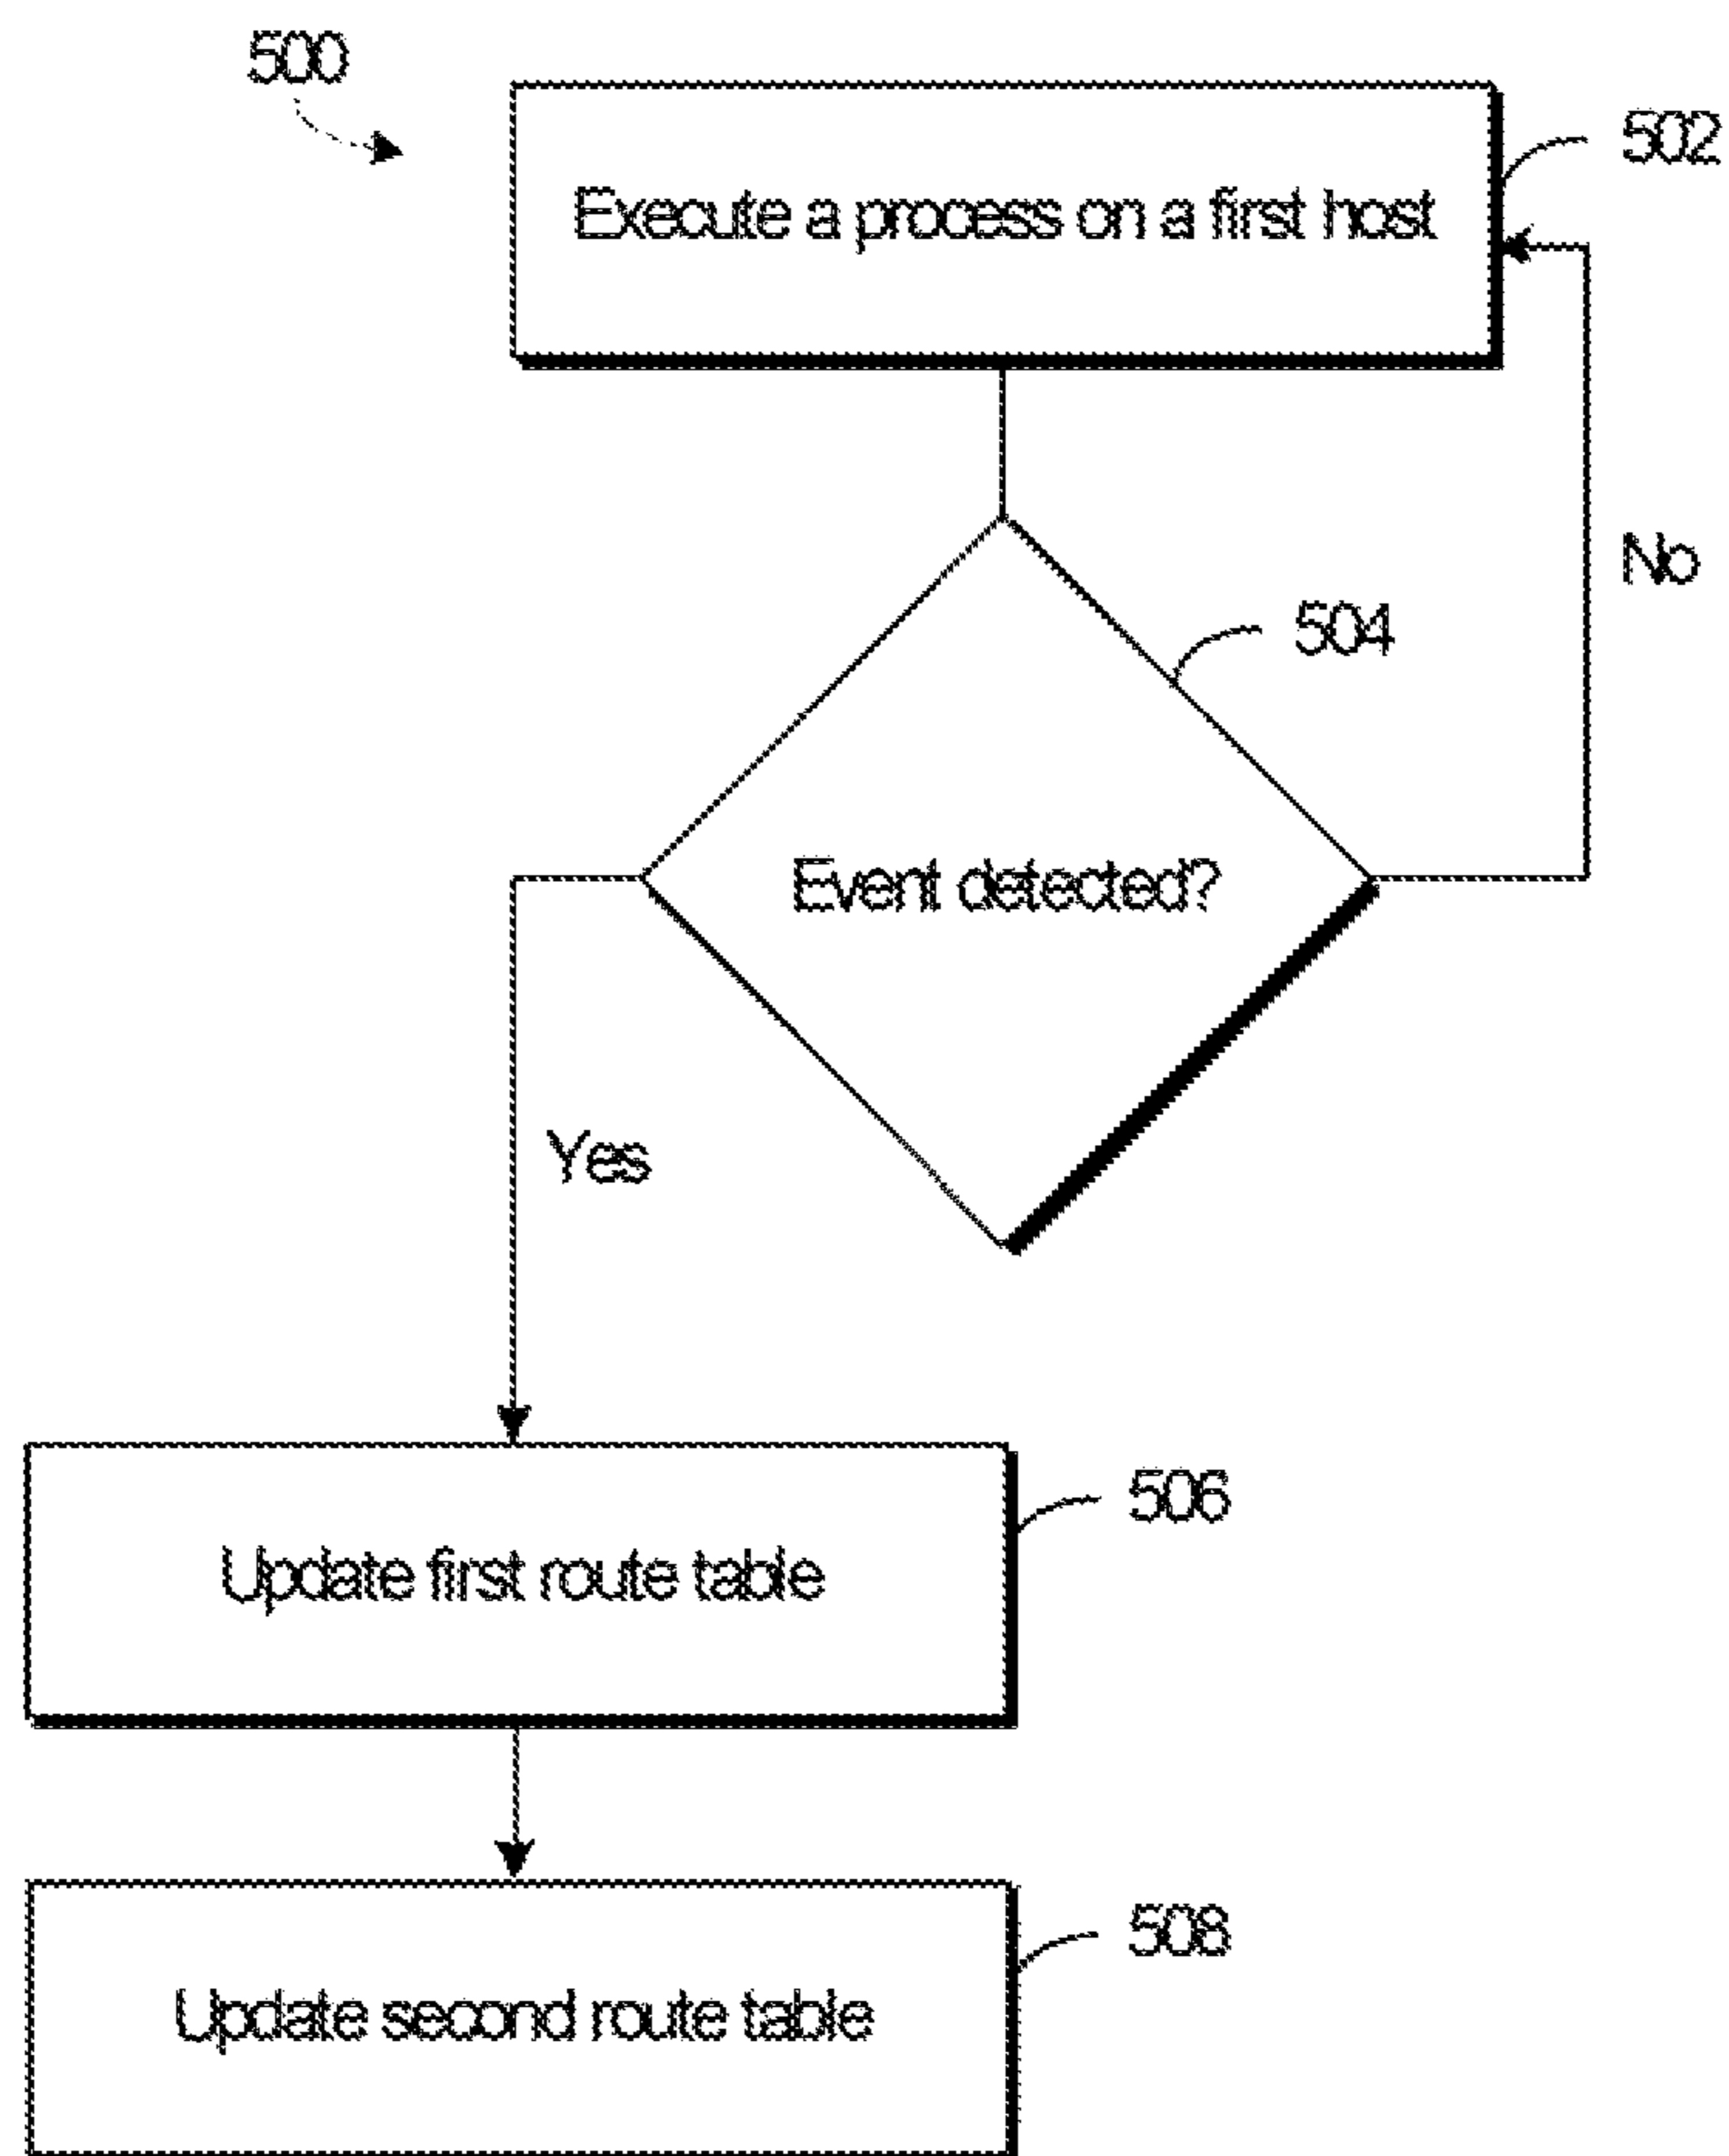 500
502
Execute a process on a first host
No
504
Event detected?
Yes
506
Update first route table
508
Update second route table